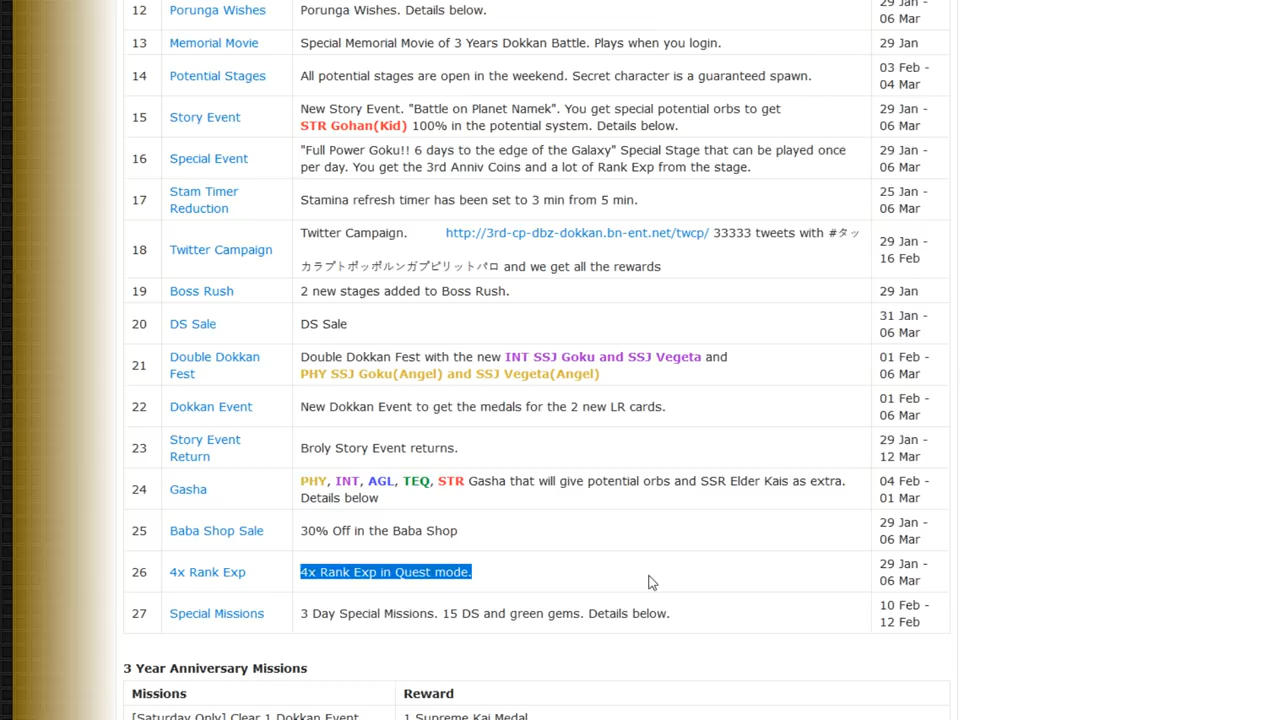 12 Porunga Wishes Porunga Wishes. Details below. 29 Jan -
06 Mar
13 Memorial Movie Special Memorial Movie of 3 Years Dokkan Battle. Plays when you login. 29 Jan
14 Potential Stages All potential stages are open in the weekend. Secret character is a guaranteed spawn. 03 Feb -
04 Mar
15 Story Event New Story Event. "Battle on Planet Namek". You get special potential orbs to get 29 Jan -
STR Gohan(Kid) 100% in the potential system. Details below. 06 Mar
16 Special Event "Full Power Goku!! 6 days to the edge of the Galaxy" Special Stage that can be played once 29 Jan -
per day. You get the 3rd Anniv Coins and a lot of Rank Exp from the stage. 06 Mar
17 Stam Timer Stamina refresh timer has been set to 3 min from 5 min. 25 Jan -
Reduction 06 Mar
18 Twitter Campaign Twitter Campaign. http://3rd-cp-dbz-dokkan.bn-ent.net/twcp/ 33333 tweets with #タッ 29 Jan -
カラプトポッポルンガプピリットパロ and we get all the rewards 16 Feb
19 Boss Rush 2 new stages added to Boss Rush. 29 Jan
20 DS Sale DS Sale 31 Jan -
06 Mar
21 Double Dokkan Double Dokkan Fest with the new INT SSJ Goku and SSJ Vegeta and 01 Feb -
Fest PHY SSJ Goku(Angel) and SSJ Vegeta(Angel) 06 Mar
22 Dokkan Event New Dokkan Event to get the medals for the 2 new LR cards. 01 Feb -
06 Mar
23 Story Event Broly Story Event returns. 29 Jan -
Return 12 Mar
24 Gasha PHY, INT, AGL, TEQ, STR Gasha that will give potential orbs and SSR Elder Kais as extra. 04 Feb -
Details below 01 Mar
25 Baba Shop Sale 30% Off in the Baba Shop 29 Jan -
06 Mar
26 4x Rank Exp 4x Rank Exp in Quest mode. 29 Jan -
06 Mar
27 Special Missions 3 Day Special Missions. 15 DS and green gems. Details below. 10 Feb -
12 Feb
3 Year Anniversary Missions
Missions Reward
[Saturday Only] Clear 1 Dokkan Event 1 Supreme Kai Medal